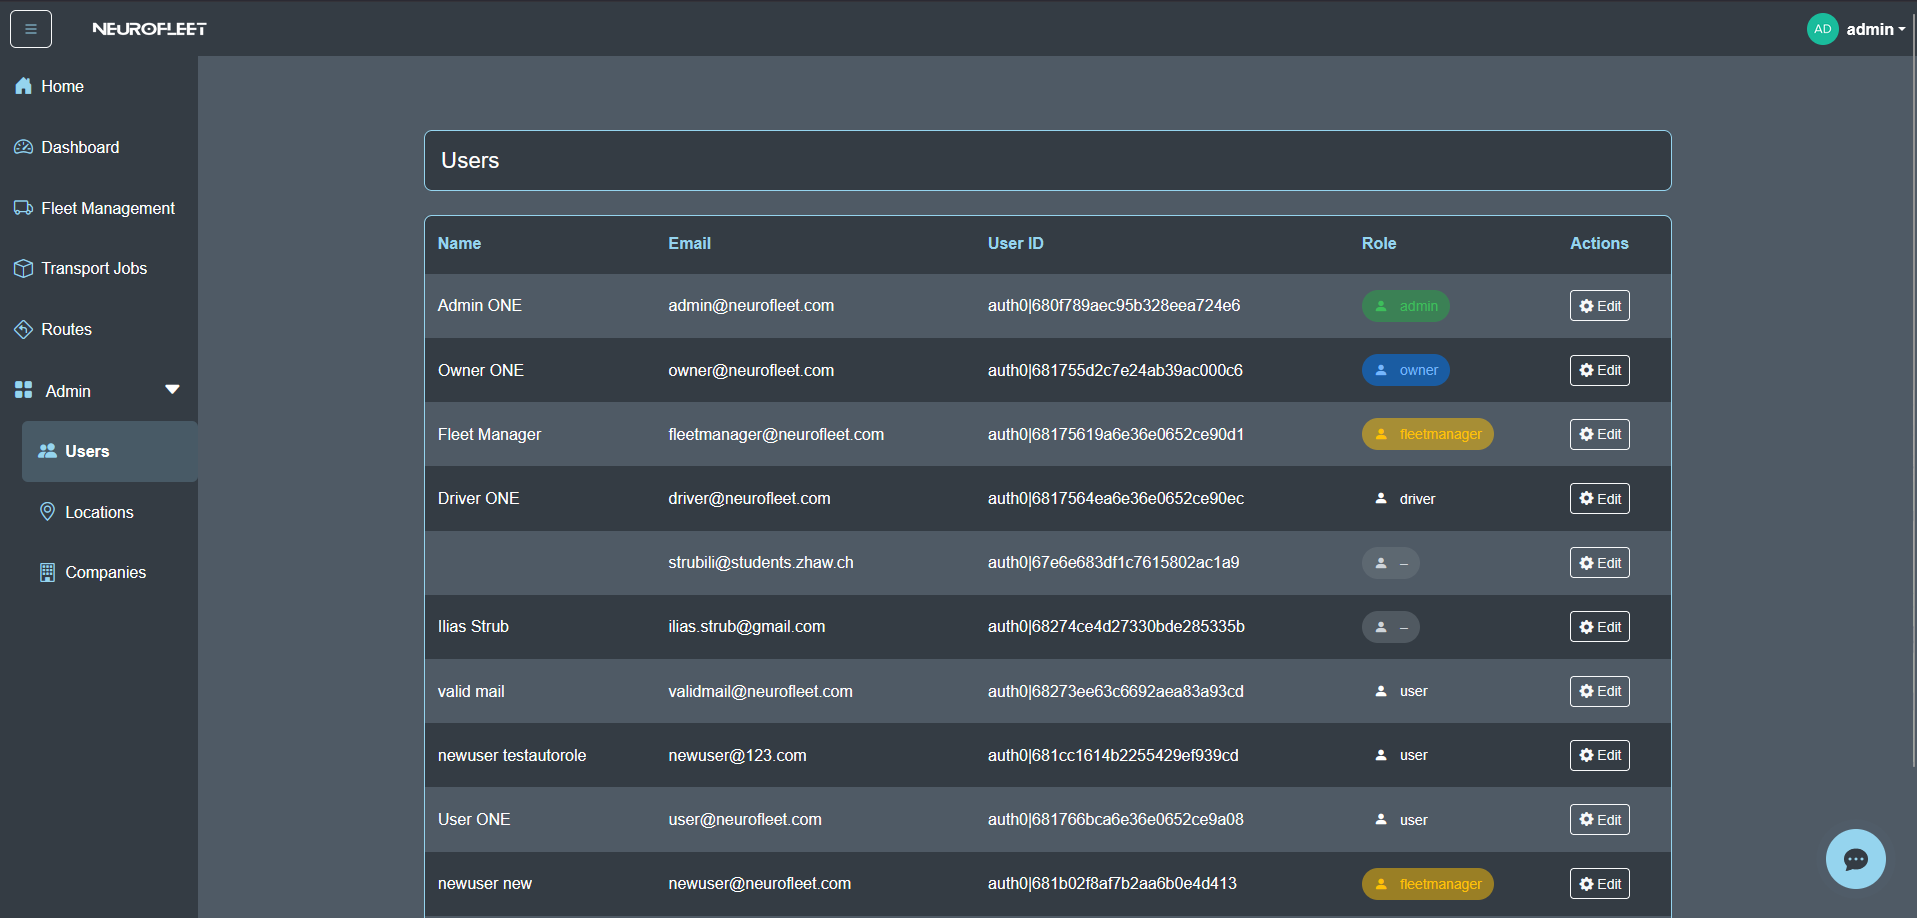 NEUROFLEET
AD admin
Home
Dashboard
Fleet Management
Transport Jobs
Routes
Admin
Users
Locations
Companies
Users
Name Email User ID Role Actions
Admin ONE admin@neurofleet.com auth0|680f789aec95b328eea724e6 admin Edit
Owner ONE owner@neurofleet.com auth0|681755d2c7e24ab39ac000c6 owner Edit
Fleet Manager fleetmanager@neurofleet.com auth0|68175619a6e36e0652ce90d1 fleetmanager Edit
Driver ONE driver@neurofleet.com auth0|6817564ea6e36e0652ce90ec driver Edit
strubili@students.zhaw.ch auth0|67e6e683df1c7615802ac1a9 – Edit
Ilias Strub ilias.strub@gmail.com auth0|68274ce4d27330bde285335b – Edit
valid mail validmail@neurofleet.com auth0|68273ee63c6692aea83a93cd user Edit
newuser testautorole newuser@123.com auth0|681cc1614b2255429ef939cd user Edit
User ONE user@neurofleet.com auth0|681766bca6e36e0652ce9a08 user Edit
newuser new newuser@neurofleet.com auth0|681b02f8af7b2aa6b0e4d413 fleetmanager Edit